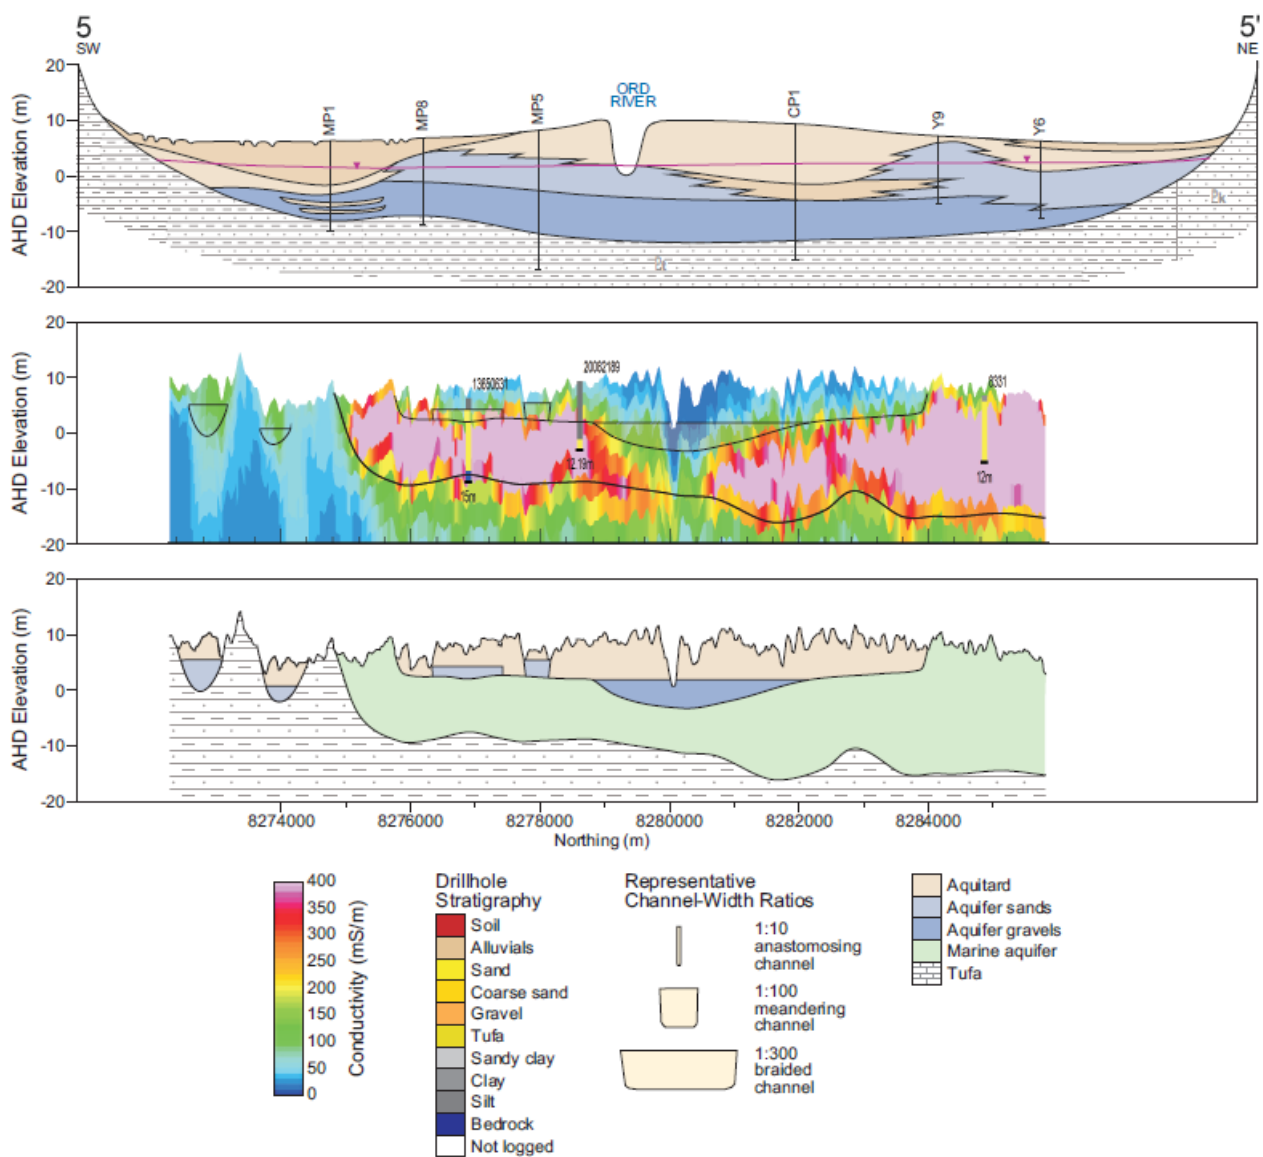 5
SW
5'
NE
ORD
RIVER
MP1
MP8
MP5
CP1
Y9
Y6
AHD Elevation (m)
20
10
0
-10
-20
AHD Elevation (m)
20
10
0
-10
-20
13650631
20082189
8331
15m
12.19m
12m
AHD Elevation (m)
20
10
0
-10
-20
8274000
8276000
8278000
8280000
8282000
8284000
Northing (m)
400
350
300
250
200
150
100
50
0
Conductivity (mS/m)
Drillhole
Stratigraphy
Soil
Alluvials
Sand
Coarse sand
Gravel
Tufa
Sandy clay
Clay
Silt
Bedrock
Not logged
Representative
Channel-Width Ratios
1:10
anastomosing
channel
1:100
meandering
channel
1:300
braided
channel
Aquitard
Aquifer sands
Aquifer gravels
Marine aquifer
Tufa